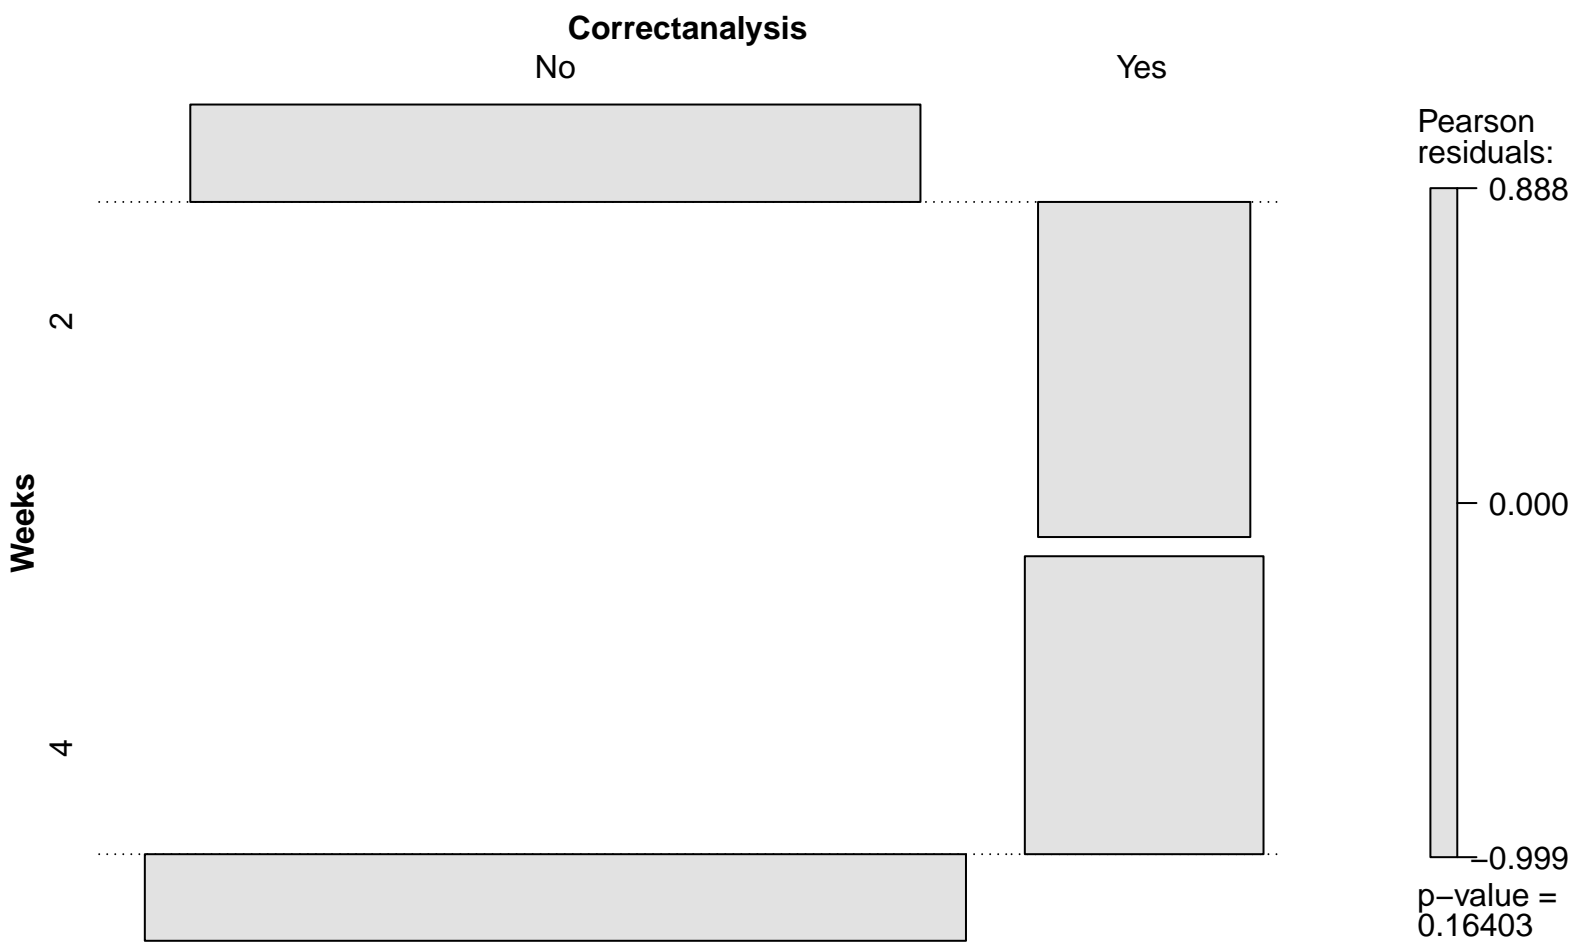 Correctanalysis
No Yes
Weeks
2
4
Pearson
residuals:
0.888
0.000
−0.999
p−value =
0.16403